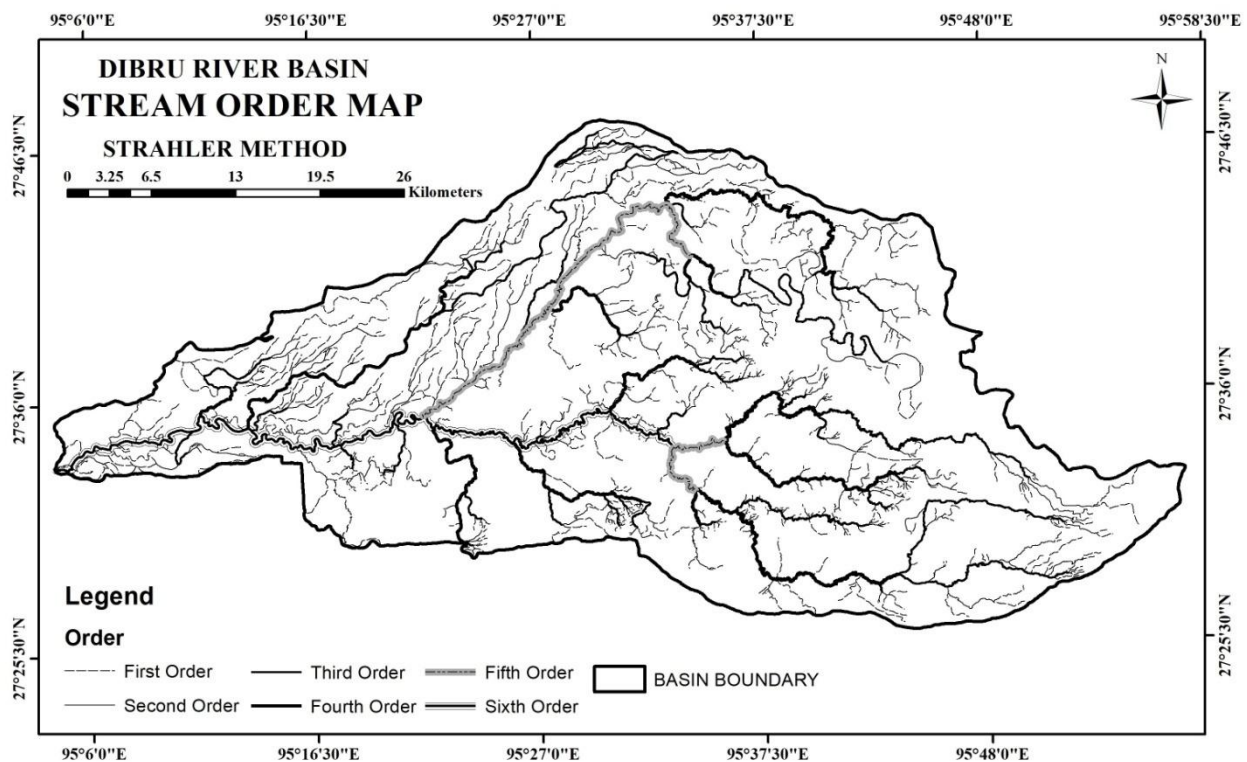 95°6'0"E 95°16'30"E 95°27'0"E 95°37'30"E 95°48'0"E 95°58'30"E
DIBRU RIVER BASIN
STREAM ORDER MAP
STRAHLER METHOD
0 3.25 6.5 13 19.5 26
Kilometers
N
27°46'30"N
27°36'0"N
27°25'30"N
27°46'30"N
27°36'0"N
27°25'30"N
Legend
Order
First Order Third Order Fifth Order BASIN BOUNDARY
Second Order Fourth Order Sixth Order
95°6'0"E 95°16'30"E 95°27'0"E 95°37'30"E 95°48'0"E